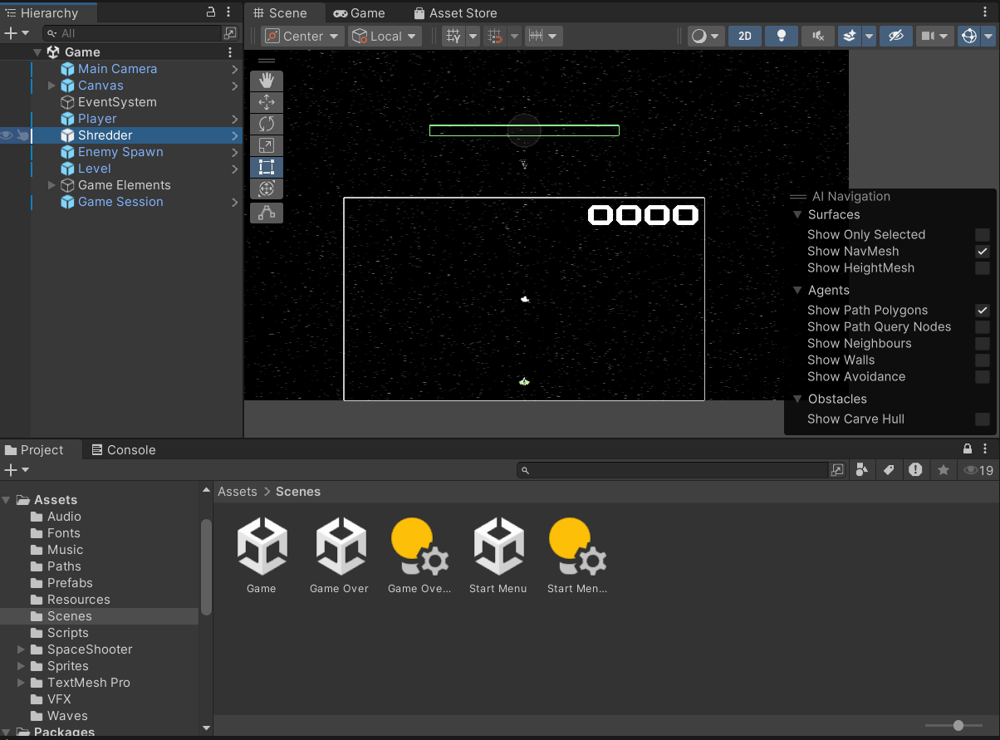 Hierarchy
All
Game
Main Camera
Canvas
EventSystem
Player
Shredder
Enemy Spawn
Level
Game Elements
Game Session
Scene
Game
Asset Store
Center
Local
2D
0000
AI Navigation
Surfaces
Show Only Selected
Show NavMesh
Show HeightMesh
Agents
Show Path Polygons
Show Path Query Nodes
Show Neighbours
Show Walls
Show Avoidance
Obstacles
Show Carve Hull
Project
Console
19
Assets
Audio
Fonts
Music
Paths
Prefabs
Resources
Scenes
Scripts
SpaceShooter
Sprites
TextMesh Pro
VFX
Waves
Packages
Assets > Scenes
Game
Game Over
Game Ove...
Start Menu
Start Men...